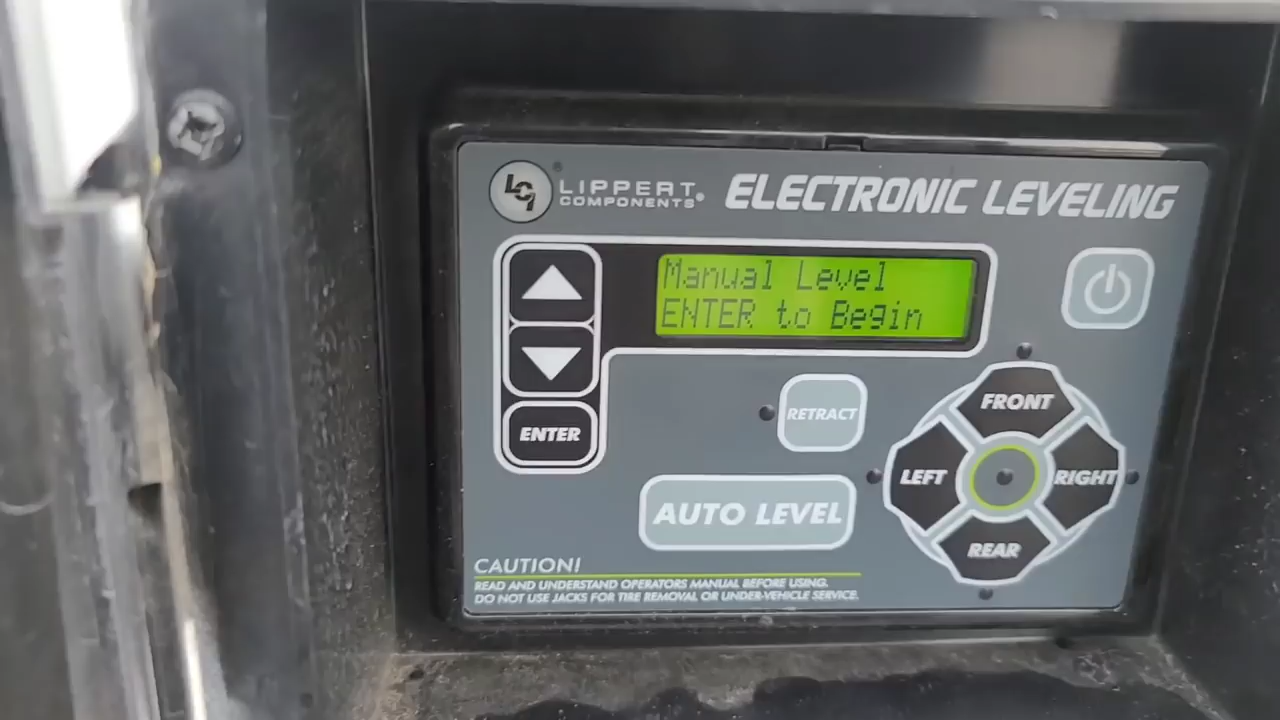 LCI ® LIPPERT COMPONENTS®
ELECTRONIC LEVELING
Manual Level
ENTER to Begin
ENTER
RETRACT
AUTO LEVEL
FRONT
LEFT
RIGHT
REAR
CAUTION!
READ AND UNDERSTAND OPERATORS MANUAL BEFORE USING.
DO NOT USE JACKS FOR TIRE REMOVAL OR UNDER-VEHICLE SERVICE.